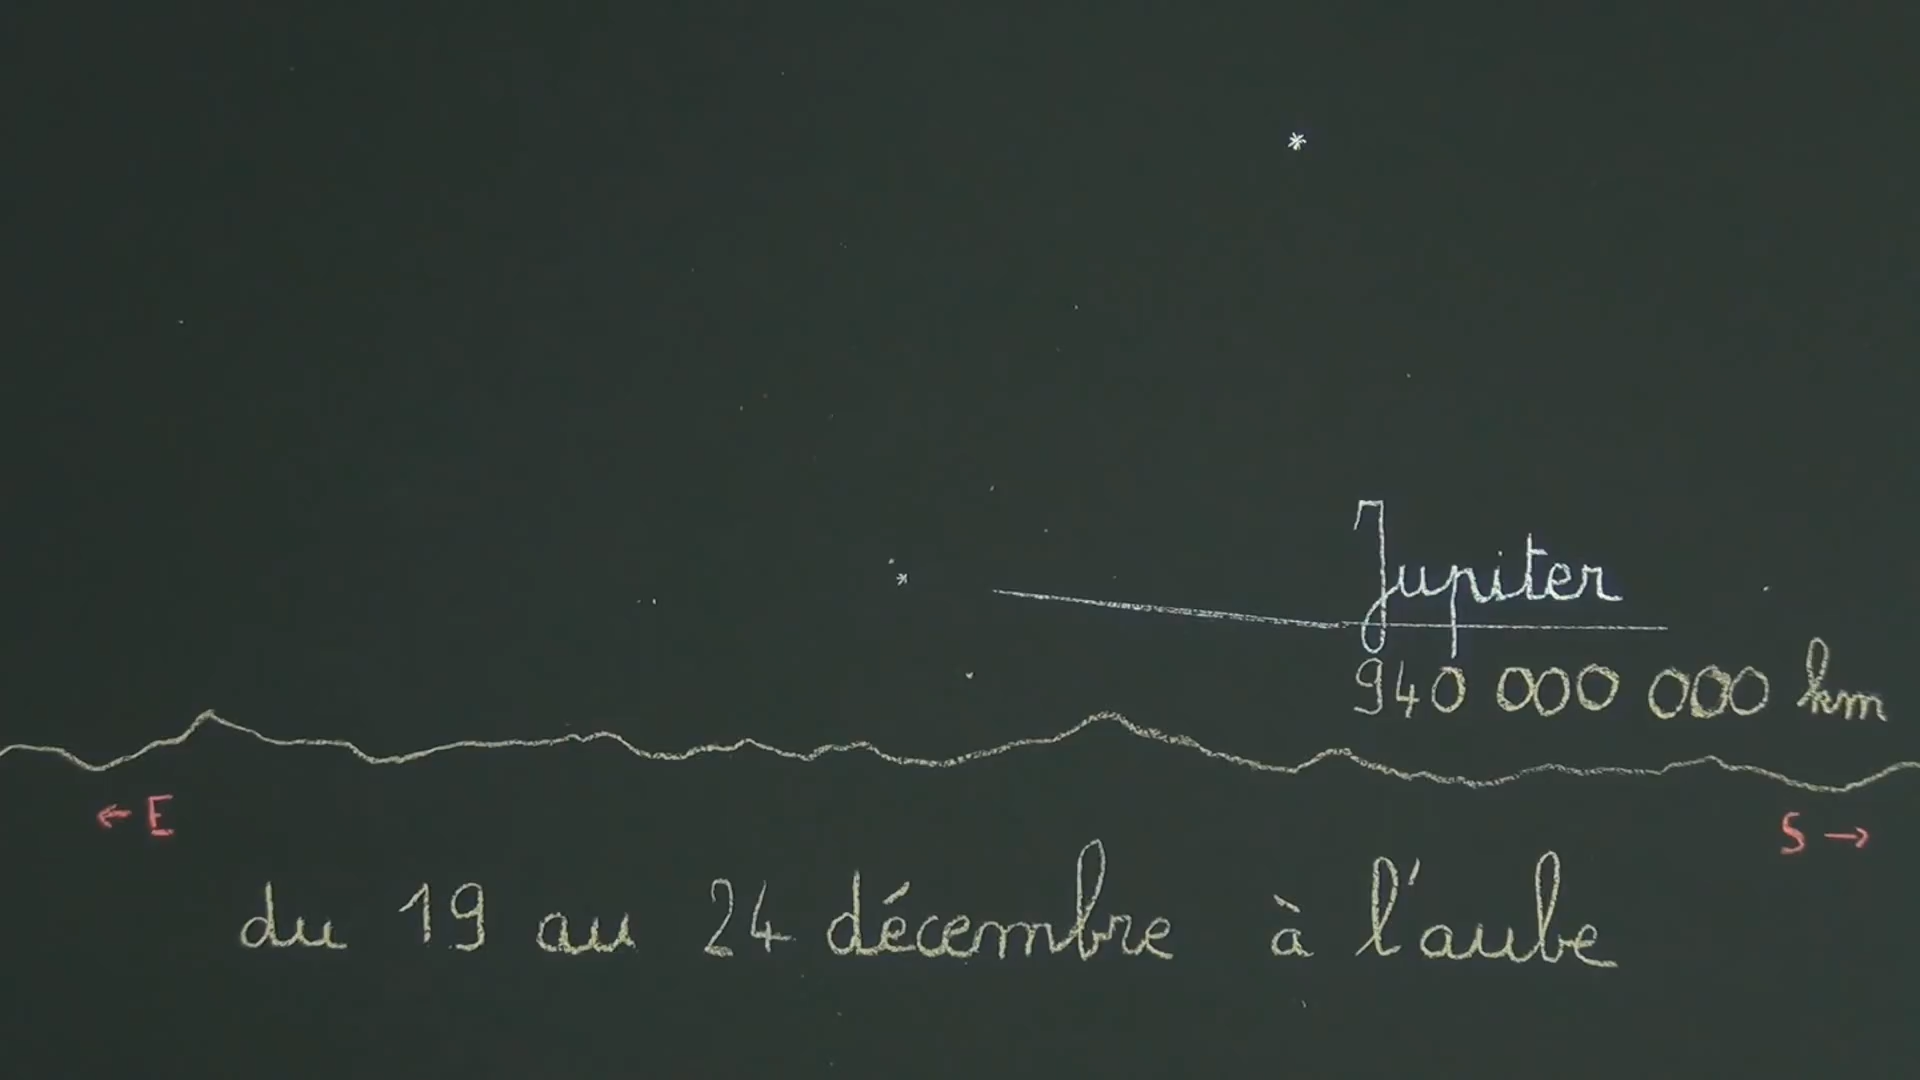 Jupiter
940 000 000 km
← E
S →
du 19 au 24 décembre à l'aube